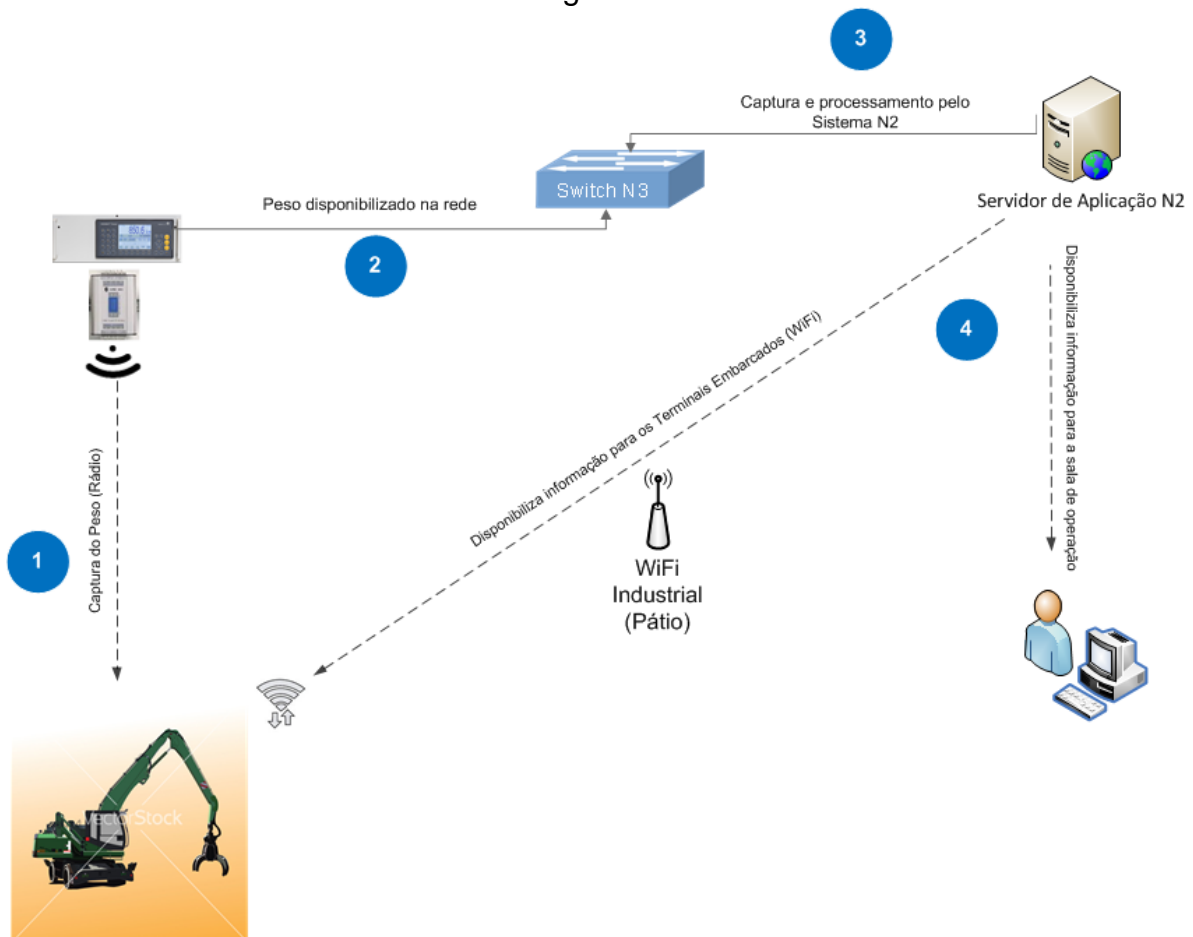 3
Captura e processamento pelo
Sistema N2
Switch N3
Servidor de Aplicação N2
Peso disponibilizado na rede
2
Disponibiliza informação para os Terminais Embarcados (WiFi)
4
Disponibiliza informação para a sala de operação
1
Captura do Peso (Rádio)
WiFi
Industrial
(Pátio)
VectorStock